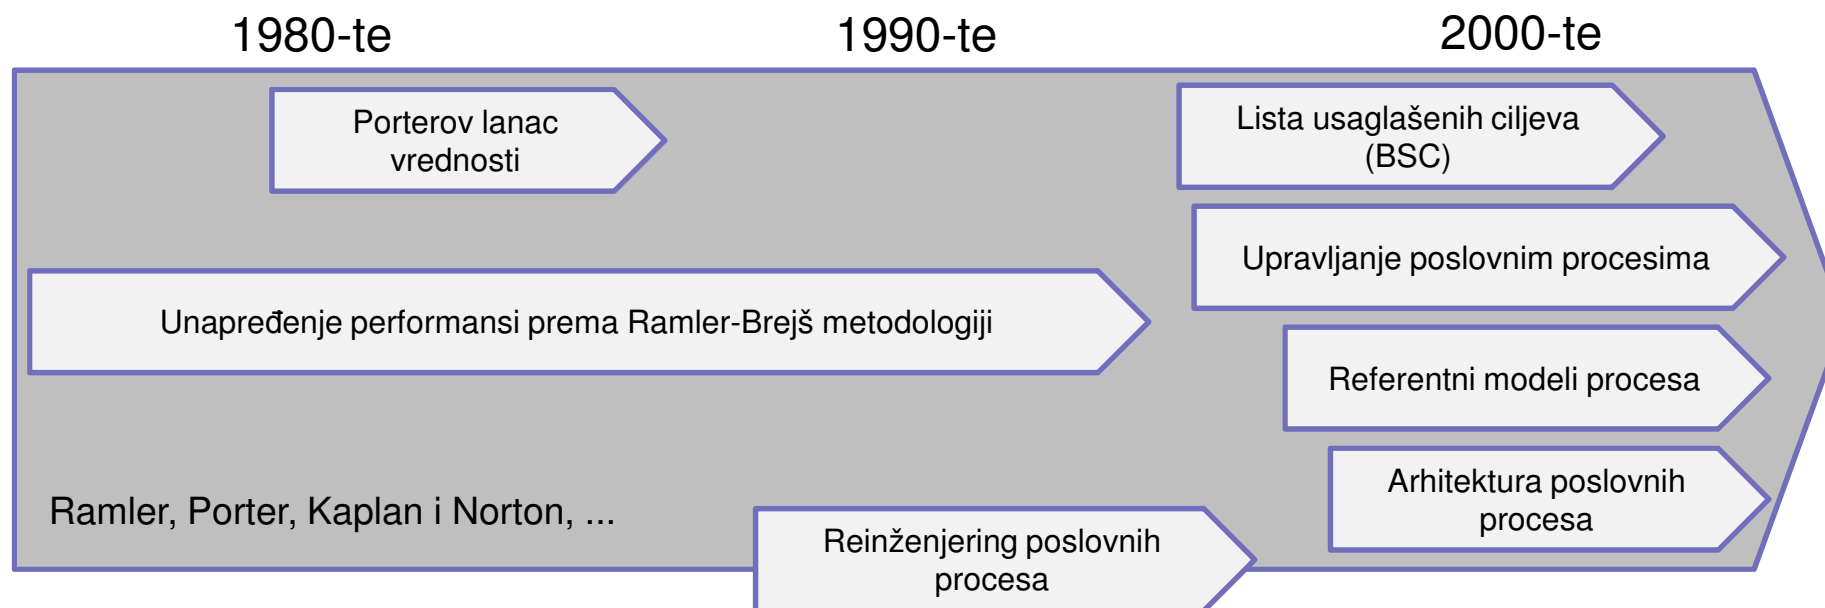 1980-te
1990-te
2000-te
Porterov lanac
vrednosti
Lista usaglašenih ciljeva
(BSC)
Upravljanje poslovnim procesima
Unapređenje performansi prema Ramler-Brejš metodologiji
Referentni modeli procesa
Arhitektura poslovnih
procesa
Ramler, Porter, Kaplan i Norton, ...
Reinženjering poslovnih
procesa